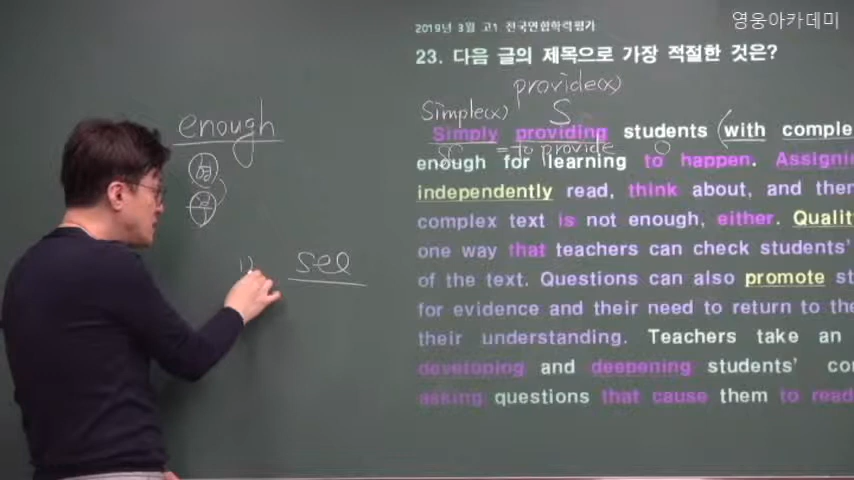 영웅아카데미
2019년 3월 고1 전국연합학력평가
23. 다음 글의 제목으로 가장 적절한 것은?
provide(x)
Simple(x) S
Simply providing students (with comple
= to provide
enough for learning to happen. Assigni
independently read, think about, and then
complex text is not enough, either. Quality
one way that teachers can check students'
of the text. Questions can also promote st
for evidence and their need to return to the
their understanding. Teachers take an
developing and deepening students' co
asking questions that cause them to read
enough
형
부
1) see